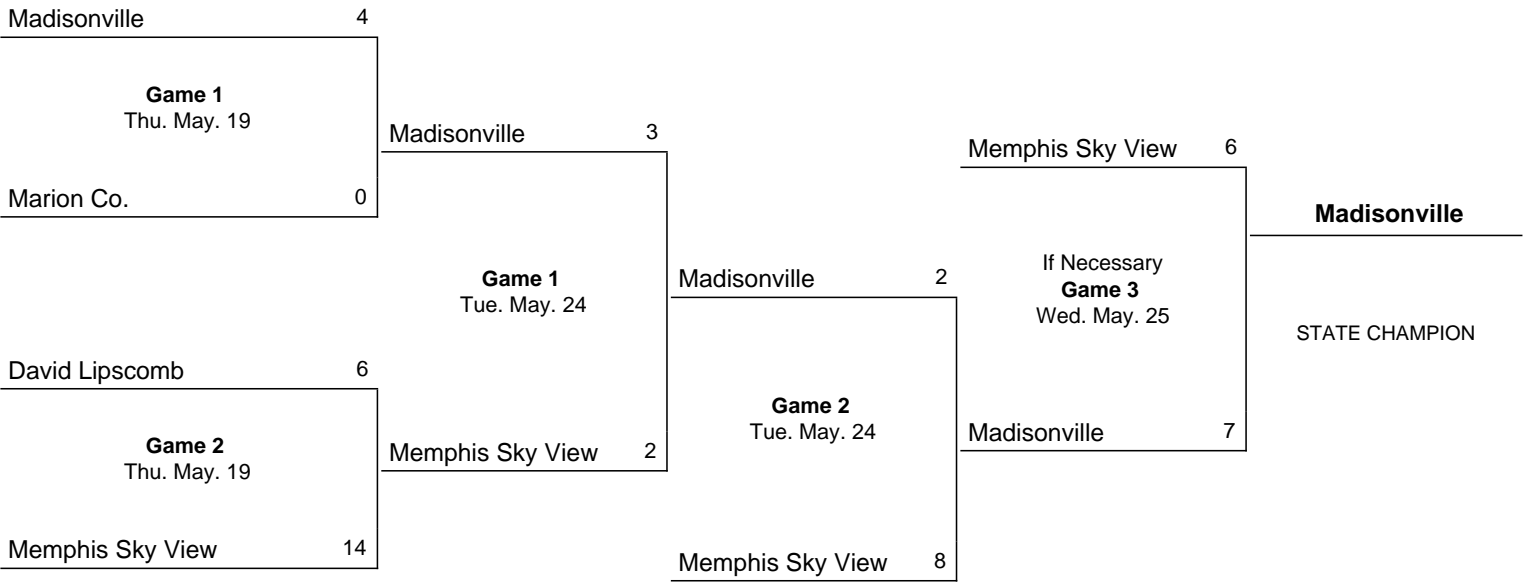 Madisonville 4
Game 1
Thu. May. 19
Marion Co. 0
David Lipscomb 6
Game 2
Thu. May. 19
Memphis Sky View 14
Madisonville 3
Game 1
Tue. May. 24
Memphis Sky View 2
Madisonville 2
Game 2
Tue. May. 24
Memphis Sky View 8
Memphis Sky View 6
If Necessary
Game 3
Wed. May. 25
Madisonville 7
Madisonville
STATE CHAMPION